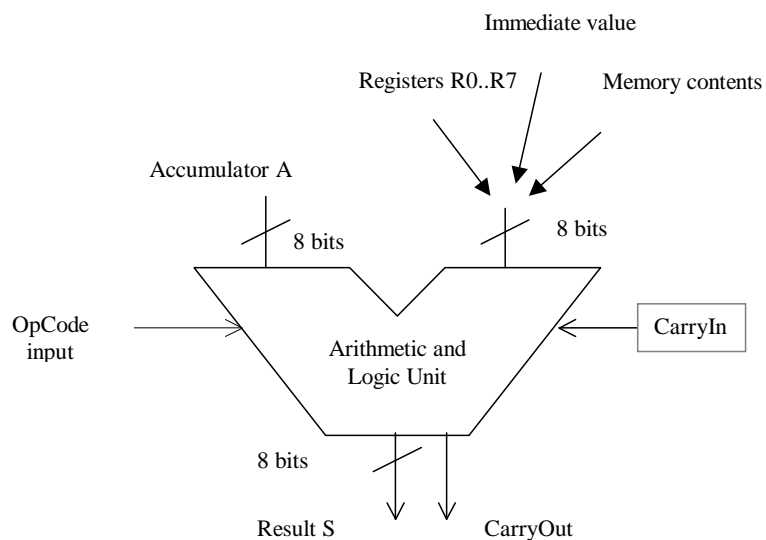 Immediate value
Registers R0..R7
Memory contents
Accumulator A
8 bits
8 bits
OpCode
input
CarryIn
Arithmetic and
Logic Unit
8 bits
Result S
CarryOut